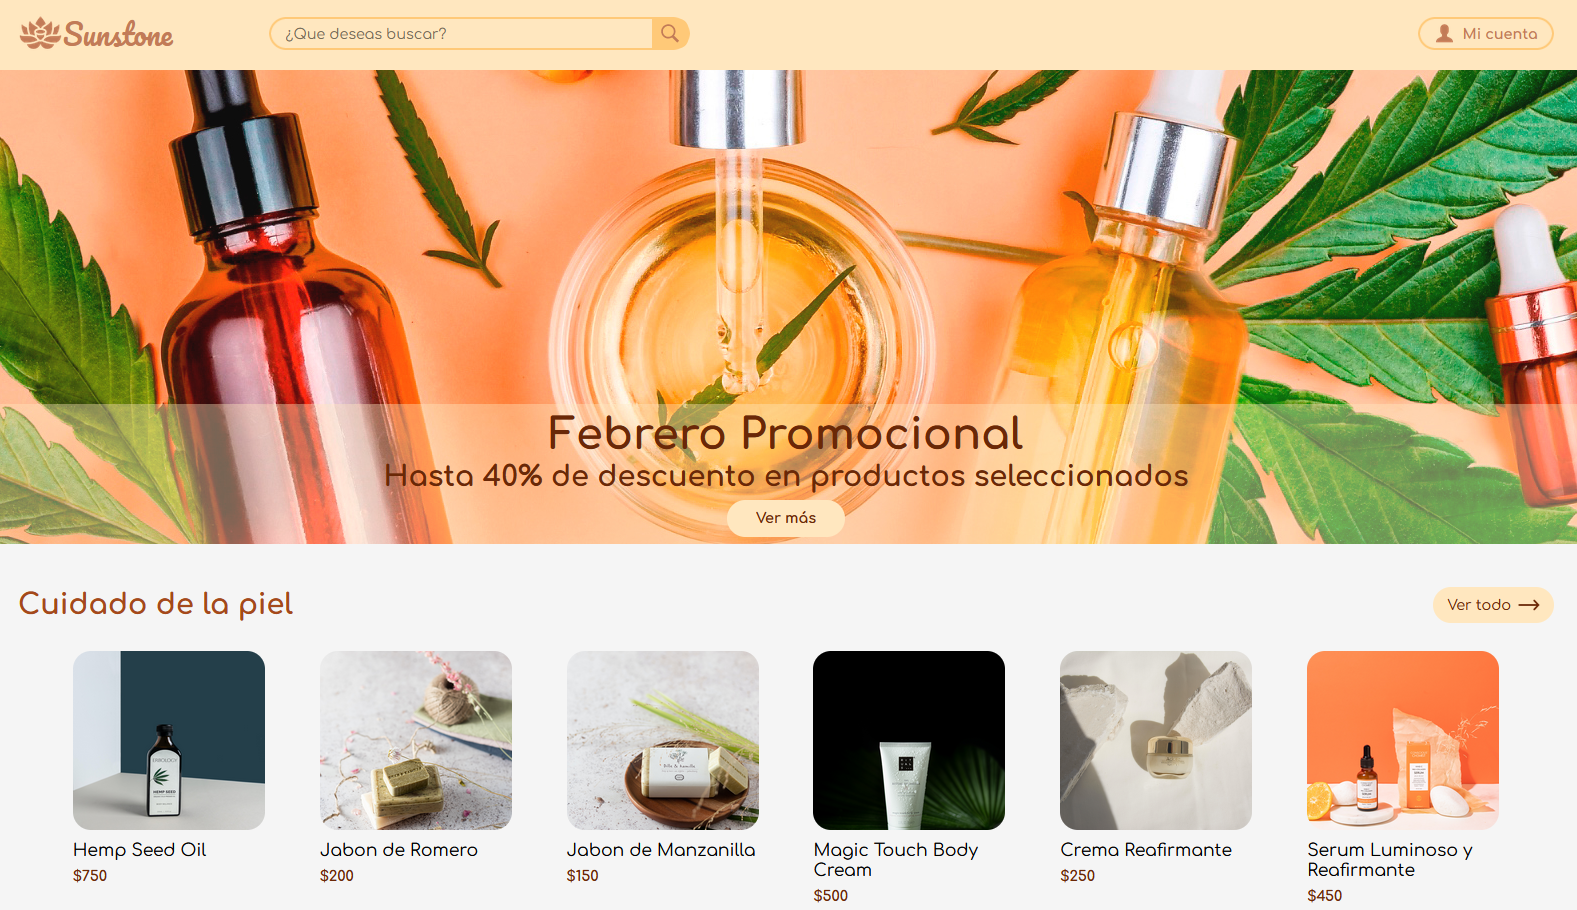 Sunstone
¿Que deseas buscar?
Mi cuenta
Febrero Promocional
Hasta 40% de descuento en productos seleccionados
Ver más
Cuidado de la piel
Ver todo
HEMP SEED
Hemp Seed Oil
$750
Jabon de Romero
$200
Jabon de Manzanilla
$150
Magic Touch Body
Cream
$500
Crema Reafirmante
$250
Serum Luminoso y
Reafirmante
$450